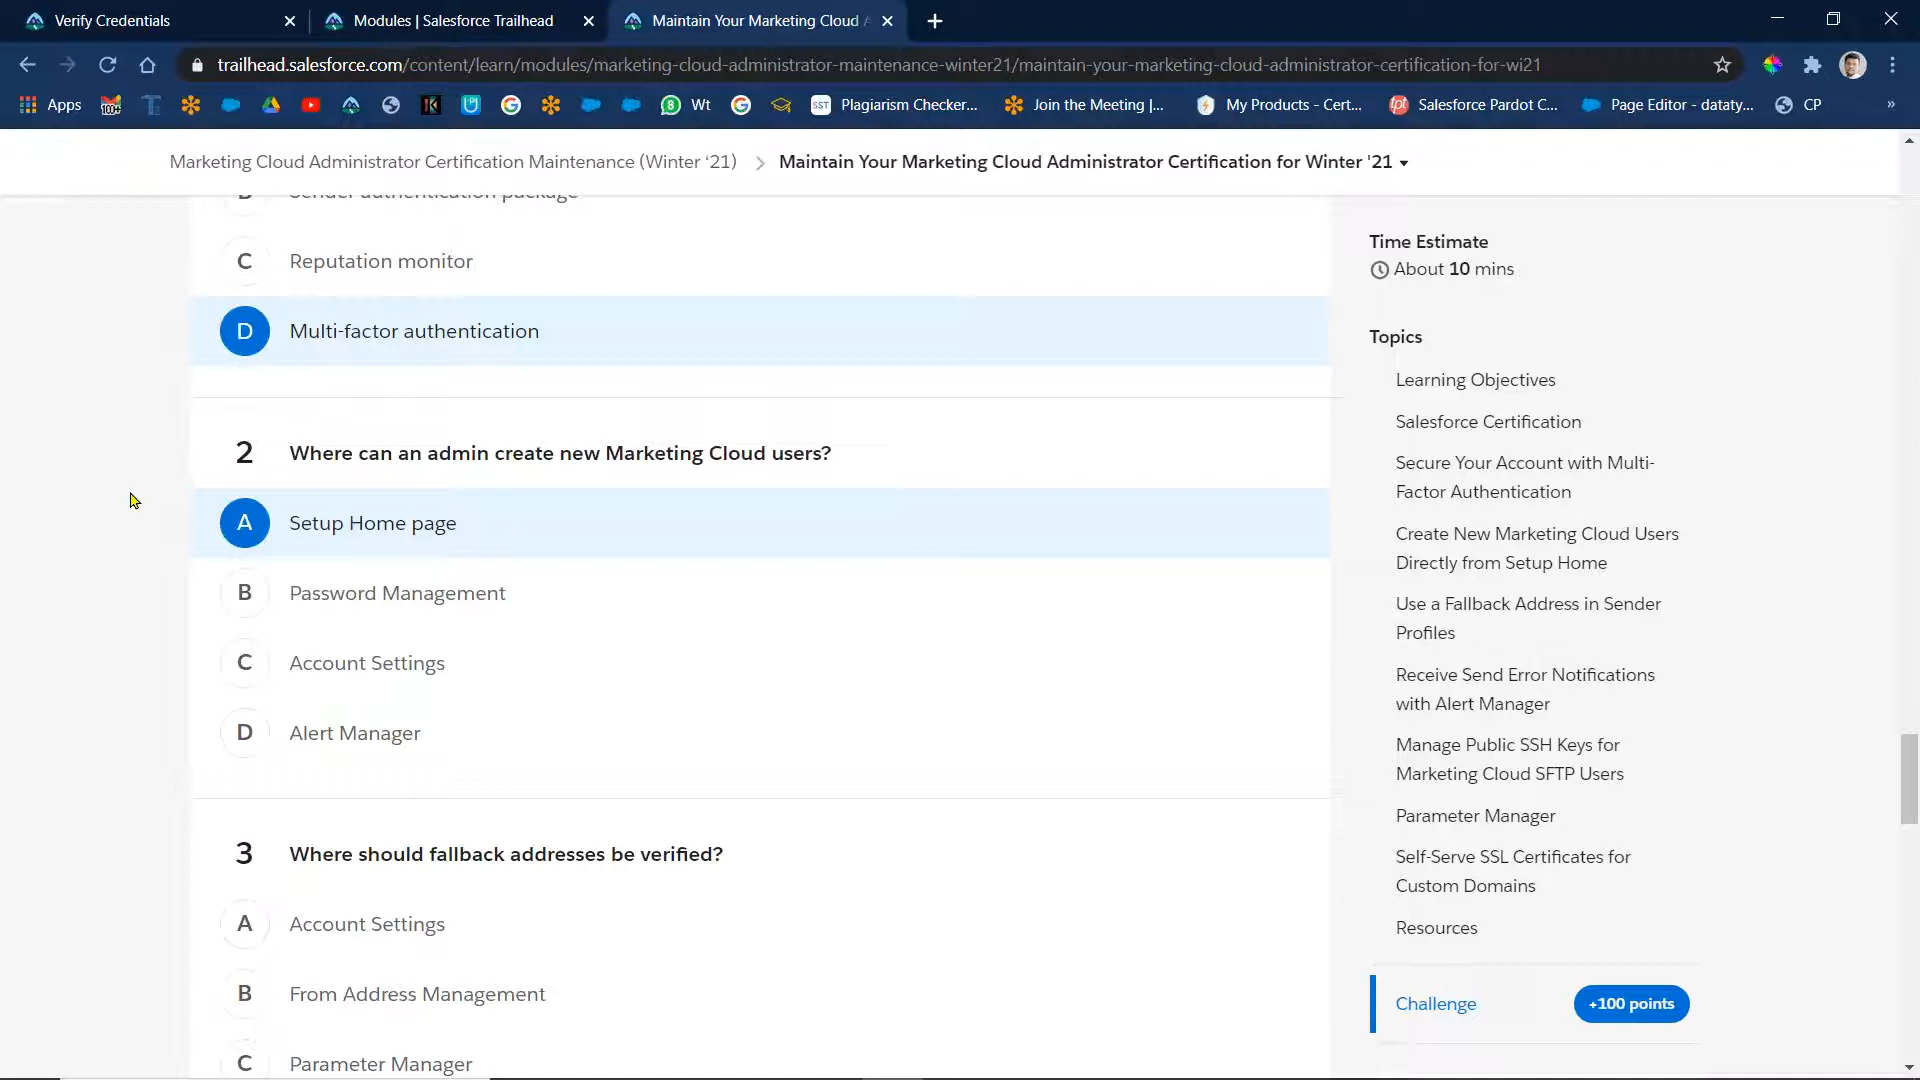 Verify Credentials
Modules | Salesforce Trailhead
Maintain Your Marketing Cloud A
trailhead.salesforce.com/content/learn/modules/marketing-cloud-administrator-maintenance-winter21/maintain-your-marketing-cloud-administrator-certification-for-wi21
Apps
100+
Wt
SST
Plagiarism Checker...
Join the Meeting |...
My Products - Cert...
Salesforce Pardot C...
Page Editor - dataty...
CP
»
Marketing Cloud Administrator Certification Maintenance (Winter ‘21)
Maintain Your Marketing Cloud Administrator Certification for Winter '21
B Sender authentication package
C Reputation monitor
D Multi-factor authentication
2 Where can an admin create new Marketing Cloud users?
A Setup Home page
B Password Management
C Account Settings
D Alert Manager
3 Where should fallback addresses be verified?
A Account Settings
B From Address Management
C Parameter Manager
Time Estimate
About 10 mins
Topics
Learning Objectives
Salesforce Certification
Secure Your Account with Multi-
Factor Authentication
Create New Marketing Cloud Users
Directly from Setup Home
Use a Fallback Address in Sender
Profiles
Receive Send Error Notifications
with Alert Manager
Manage Public SSH Keys for
Marketing Cloud SFTP Users
Parameter Manager
Self-Serve SSL Certificates for
Custom Domains
Resources
Challenge
+100 points